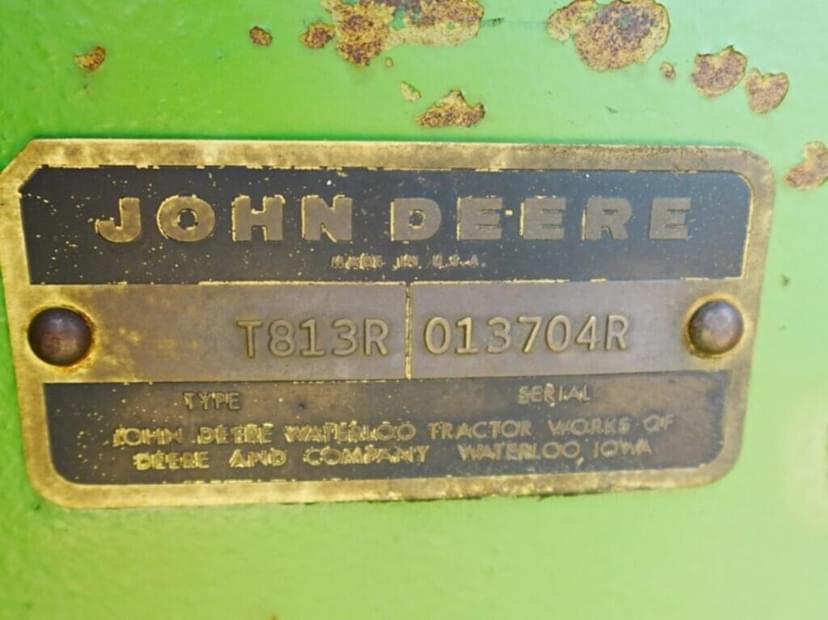 JOHN DEERE
MADE IN U.S.A.
T813R 013704R
TYPE SERIAL
JOHN DEERE WATERLOO TRACTOR WORKS OF
DEERE AND COMPANY WATERLOO, IOWA